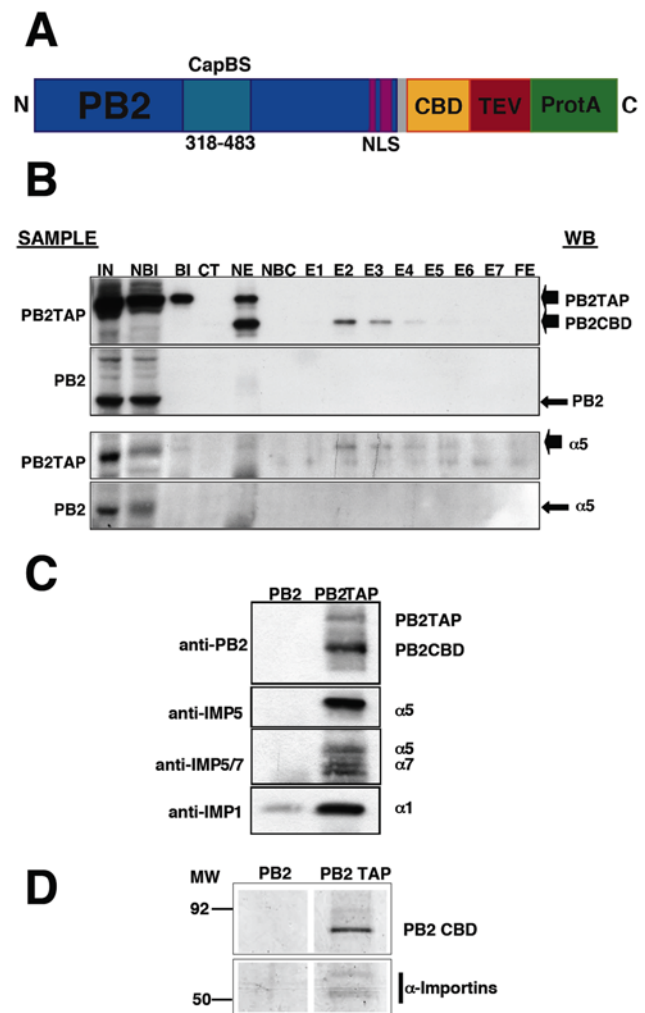 A
CapBS
N PB2 CBD TEV ProtA C
318-483 NLS
B
SAMPLE WB
IN NBI BI CT NE NBC E1 E2 E3 E4 E5 E6 E7 FE
PB2TAP PB2TAP
PB2CBD
PB2 PB2
PB2TAP α5
PB2 α5
C
PB2 PB2TAP
anti-PB2 PB2TAP
PB2CBD
anti-IMP5 α5
anti-IMP5/7 α5
α7
anti-IMP1 α1
D
MW PB2 PB2 TAP
92
PB2 CBD
α-Importins
50